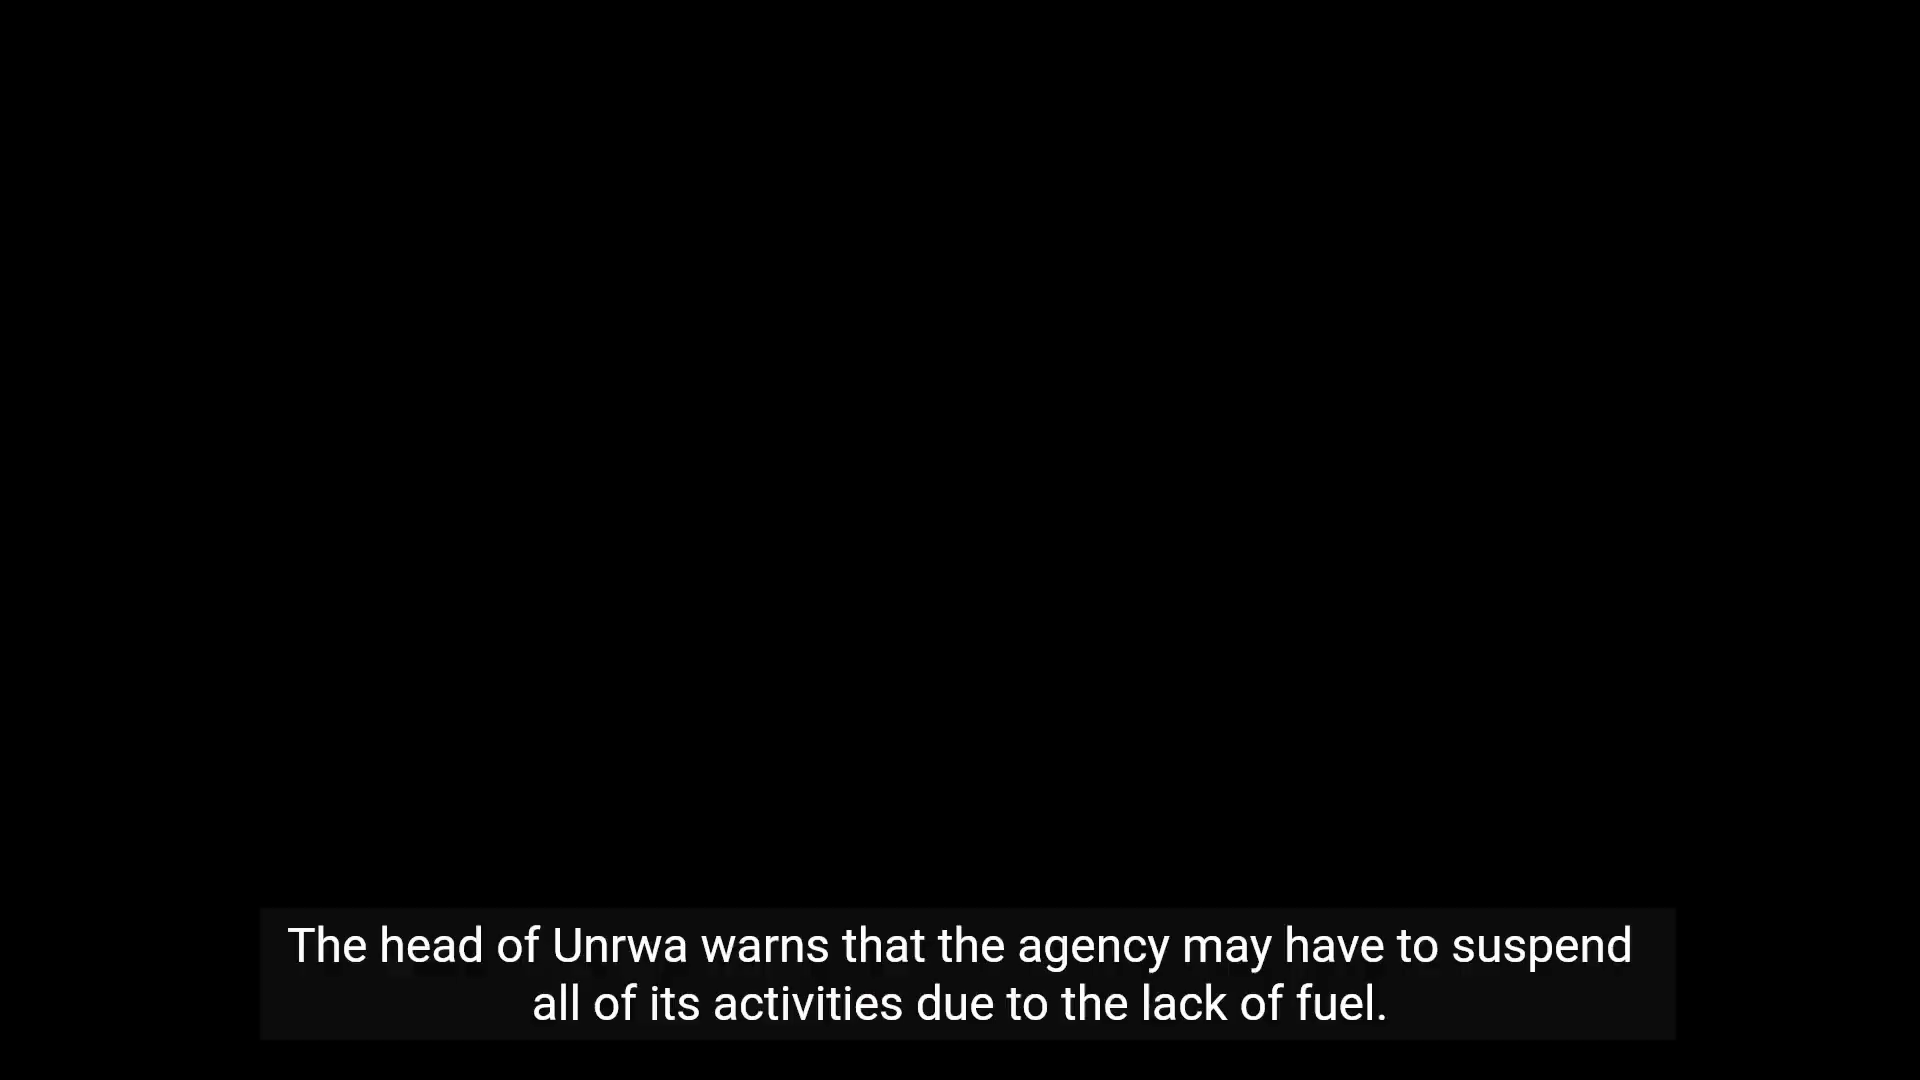 The head of Unrwa warns that the agency may have to suspend
all of its activities due to the lack of fuel.